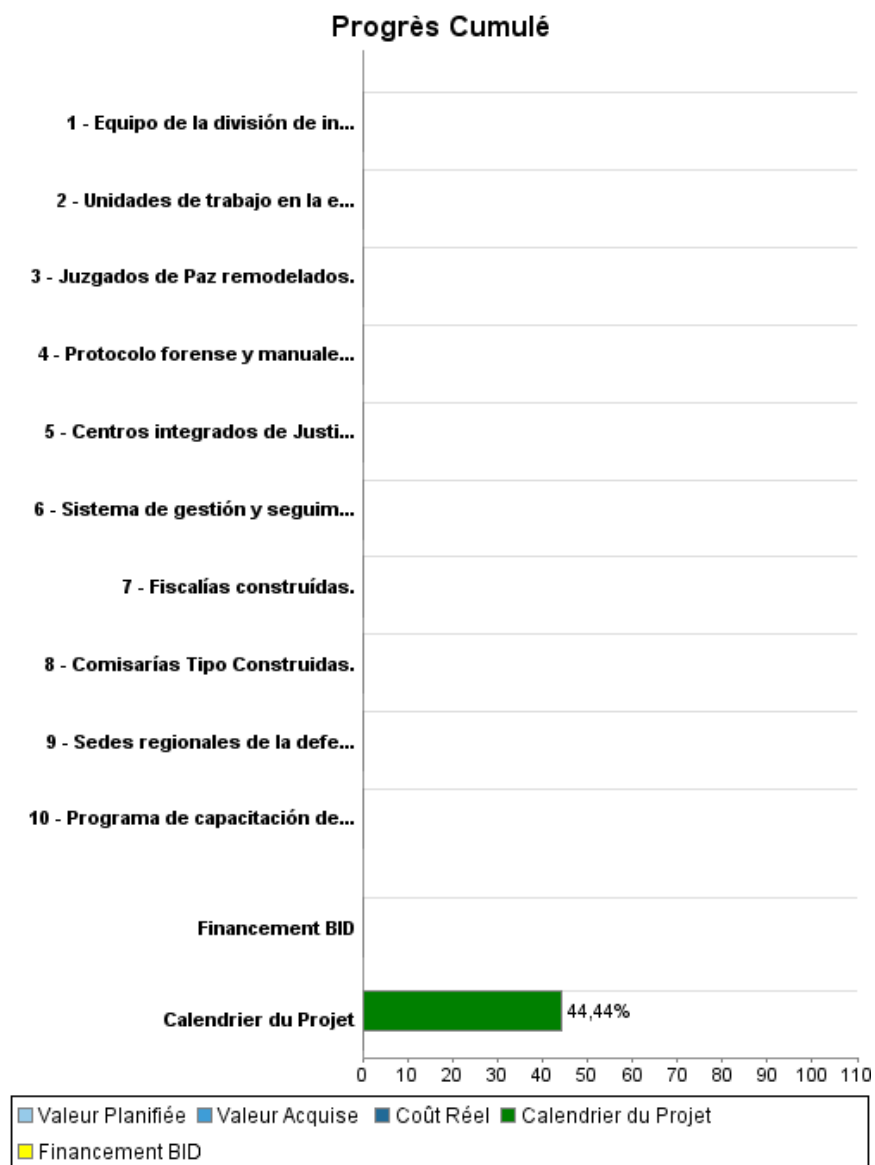 Progrès Cumulé
1 - Equipo de la división de in...
2 - Unidades de trabajo en la e...
3 - Juzgados de Paz remodelados.
4 - Protocolo forense y manuale...
5 - Centros integrados de Justi...
6 - Sistema de gestión y seguim...
7 - Fiscalías construídas.
8 - Comisarías Tipo Construidas.
9 - Sedes regionales de la defe...
10 - Programa de capacitación de...
Financement BID
Calendrier du Projet 44,44%
0 10 20 30 40 50 60 70 80 90 100 110
Valeur Planifiée Valeur Acquise Coût Réel Calendrier du Projet
Financement BID